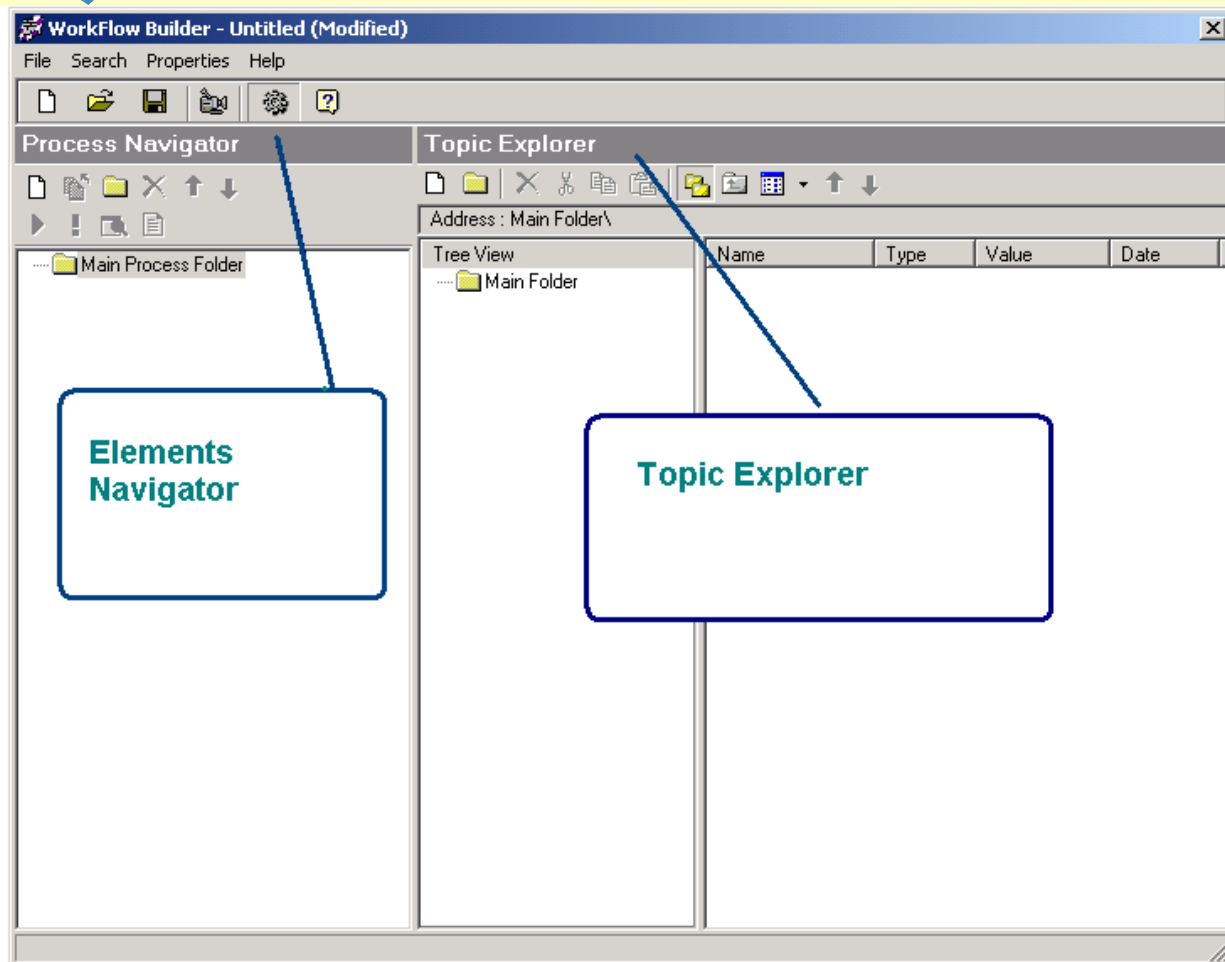 WorkFlow Builder - Untitled (Modified)
File Search Properties Help
Process Navigator
Topic Explorer
Address : Main Folder\
Main Process Folder
Tree View
Name Type Value Date
Main Folder
Elements
Navigator
Topic Explorer